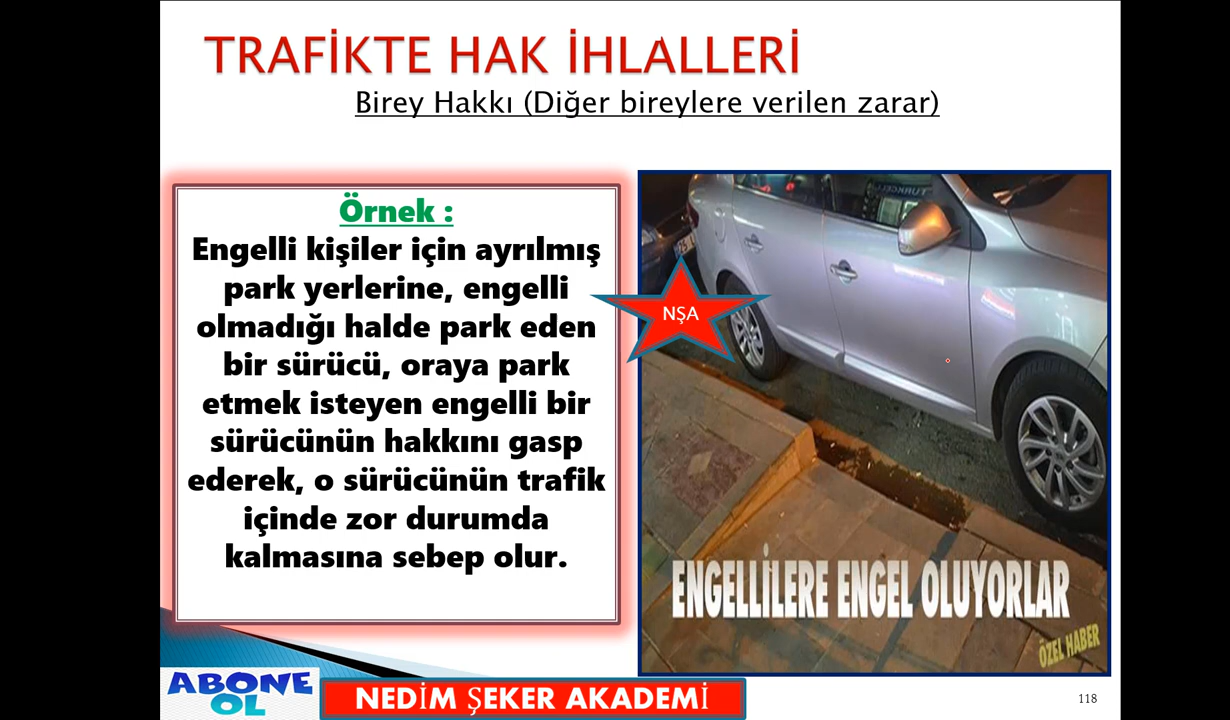 TRAFİKTE HAK İHLALLERİ
Birey Hakkı (Diğer bireylere verilen zarar)
Örnek :
Engelli kişiler için ayrılmış
park yerlerine, engelli
olmadığı halde park eden
bir sürücü, oraya park
etmek isteyen engelli bir
sürücünün hakkını gasp
ederek, o sürücünün trafik
içinde zor durumda
kalmasına sebep olur.
NŞA
ENGELLİLERE ENGEL OLUYORLAR
ÖZEL HABER
ABONE
OL
NEDİM ŞEKER AKADEMİ
118